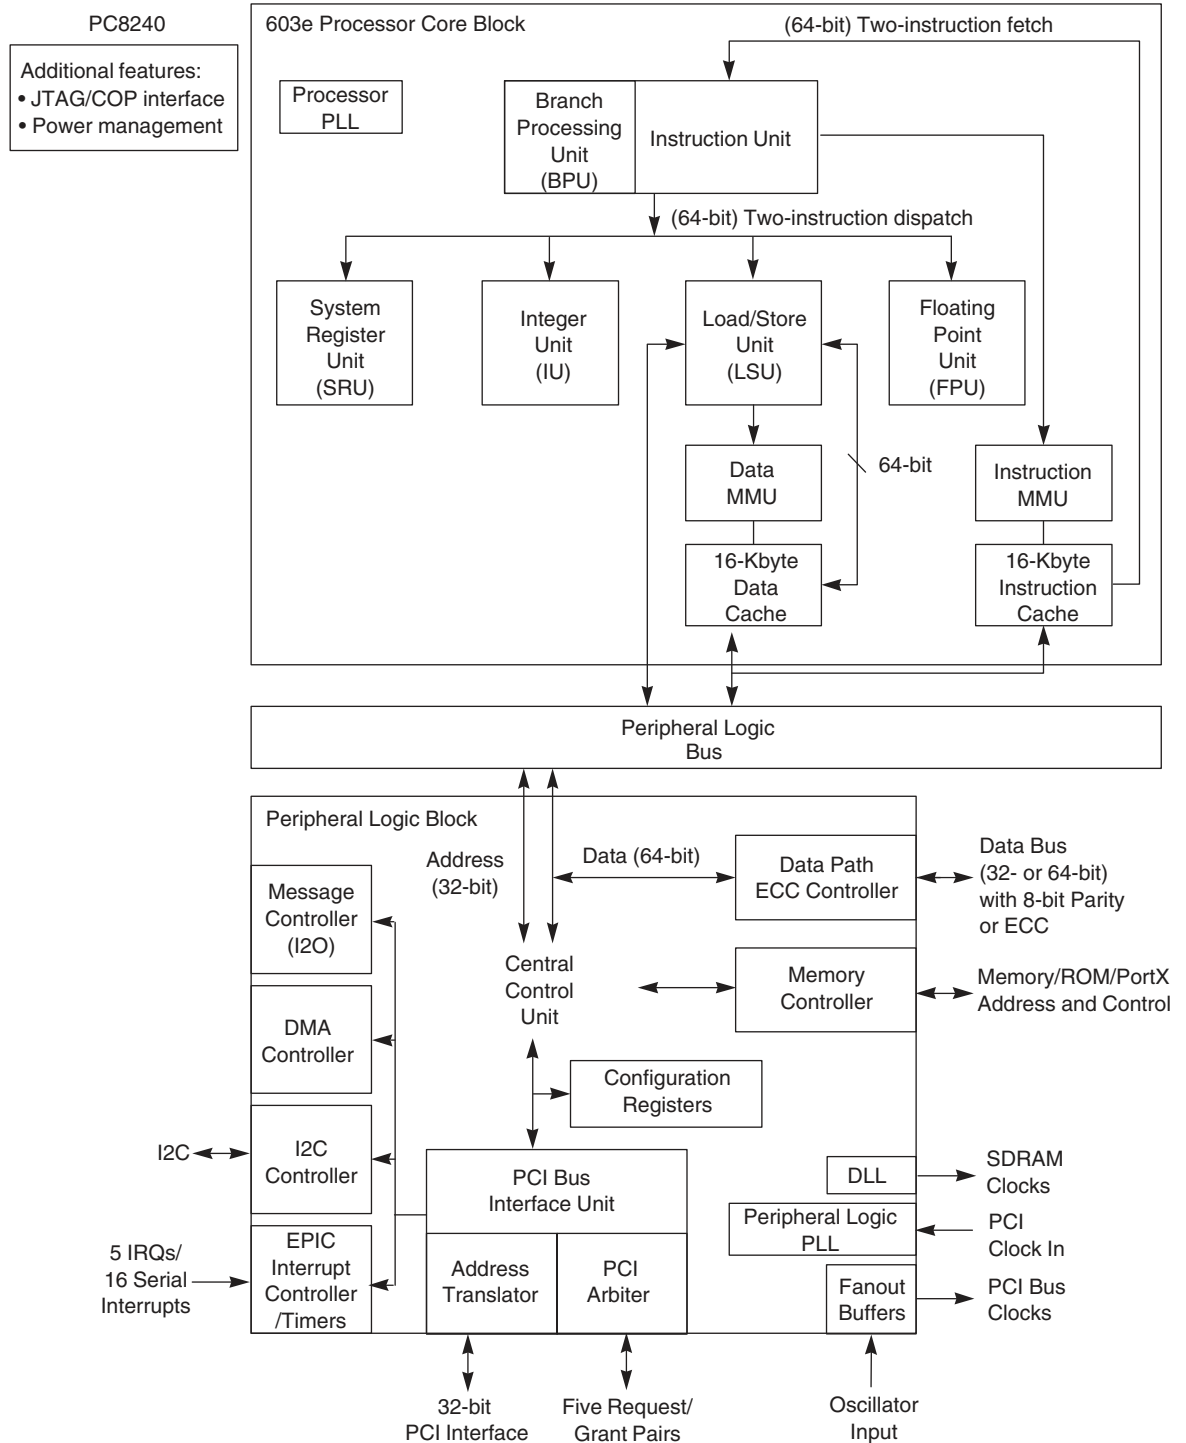 PC8240
Additional features:
• JTAG/COP interface
• Power management
603e Processor Core Block
(64-bit) Two-instruction fetch
Processor
PLL
Branch
Processing
Unit
(BPU)
Instruction Unit
(64-bit) Two-instruction dispatch
System
Register
Unit
(SRU)
Integer
Unit
(IU)
Load/Store
Unit
(LSU)
Floating
Point
Unit
(FPU)
Data
MMU
64-bit
Instruction
MMU
16-Kbyte
Data
Cache
16-Kbyte
Instruction
Cache
Peripheral Logic
Bus
Peripheral Logic Block
Address
(32-bit)
Data (64-bit)
Data Path
ECC Controller
Data Bus
(32- or 64-bit)
with 8-bit Parity
or ECC
Message
Controller
(I2O)
Central
Control
Unit
Memory
Controller
Memory/ROM/PortX
Address and Control
DMA
Controller
Configuration
Registers
I2C
I2C
Controller
PCI Bus
Interface Unit
DLL
SDRAM
Clocks
Peripheral Logic
PLL
PCI
Clock In
5 IRQs/
16 Serial
Interrupts
EPIC
Interrupt
Controller
/Timers
Address
Translator
PCI
Arbiter
Fanout
Buffers
PCI Bus
Clocks
32-bit
PCI Interface
Five Request/
Grant Pairs
Oscillator
Input